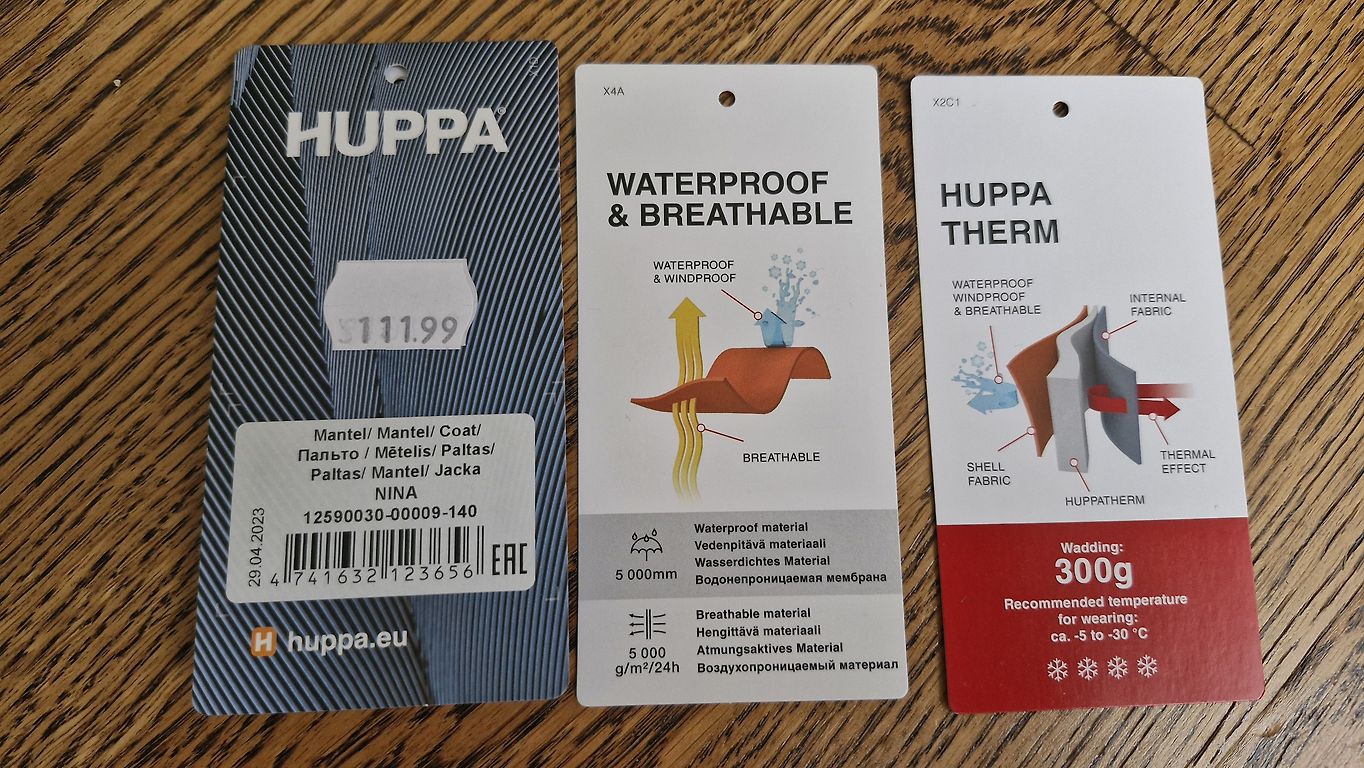 HUPPA®
111.99
Mantel/ Mantel/ Coat/
Пальто / Mētelis/ Paltas/
Paltas/ Mantel/ Jacka
NINA
12590030-00009-140
29.04.2023
4 741632 123656
EAC
H huppa.eu
X4A
WATERPROOF
& BREATHABLE
WATERPROOF
& WINDPROOF
BREATHABLE
5 000mm
Waterproof material
Vedenpitävä materiaali
Wasserdichtes Material
Водонепроницаемая мембрана
5 000
g/m²/24h
Breathable material
Hengittävä materiaali
Atmungsaktives Material
Воздухопроницаемый материал
X2C1
HUPPA
THERM
WATERPROOF
WINDPROOF
& BREATHABLE
INTERNAL
FABRIC
SHELL
FABRIC
THERMAL
EFFECT
HUPPATHERM
Wadding:
300g
Recommended temperature
for wearing:
ca. -5 to -30 °C